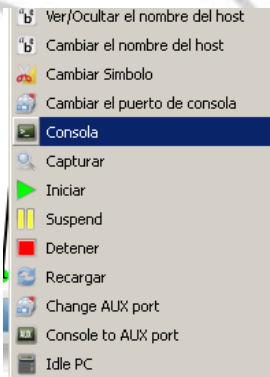 Ver/Ocultar el nombre del host
Cambiar el nombre del host
Cambiar Simbolo
Cambiar el puerto de consola
Consola
Capturar
Iniciar
Suspend
Detener
Recargar
Change AUX port
Console to AUX port
Idle PC